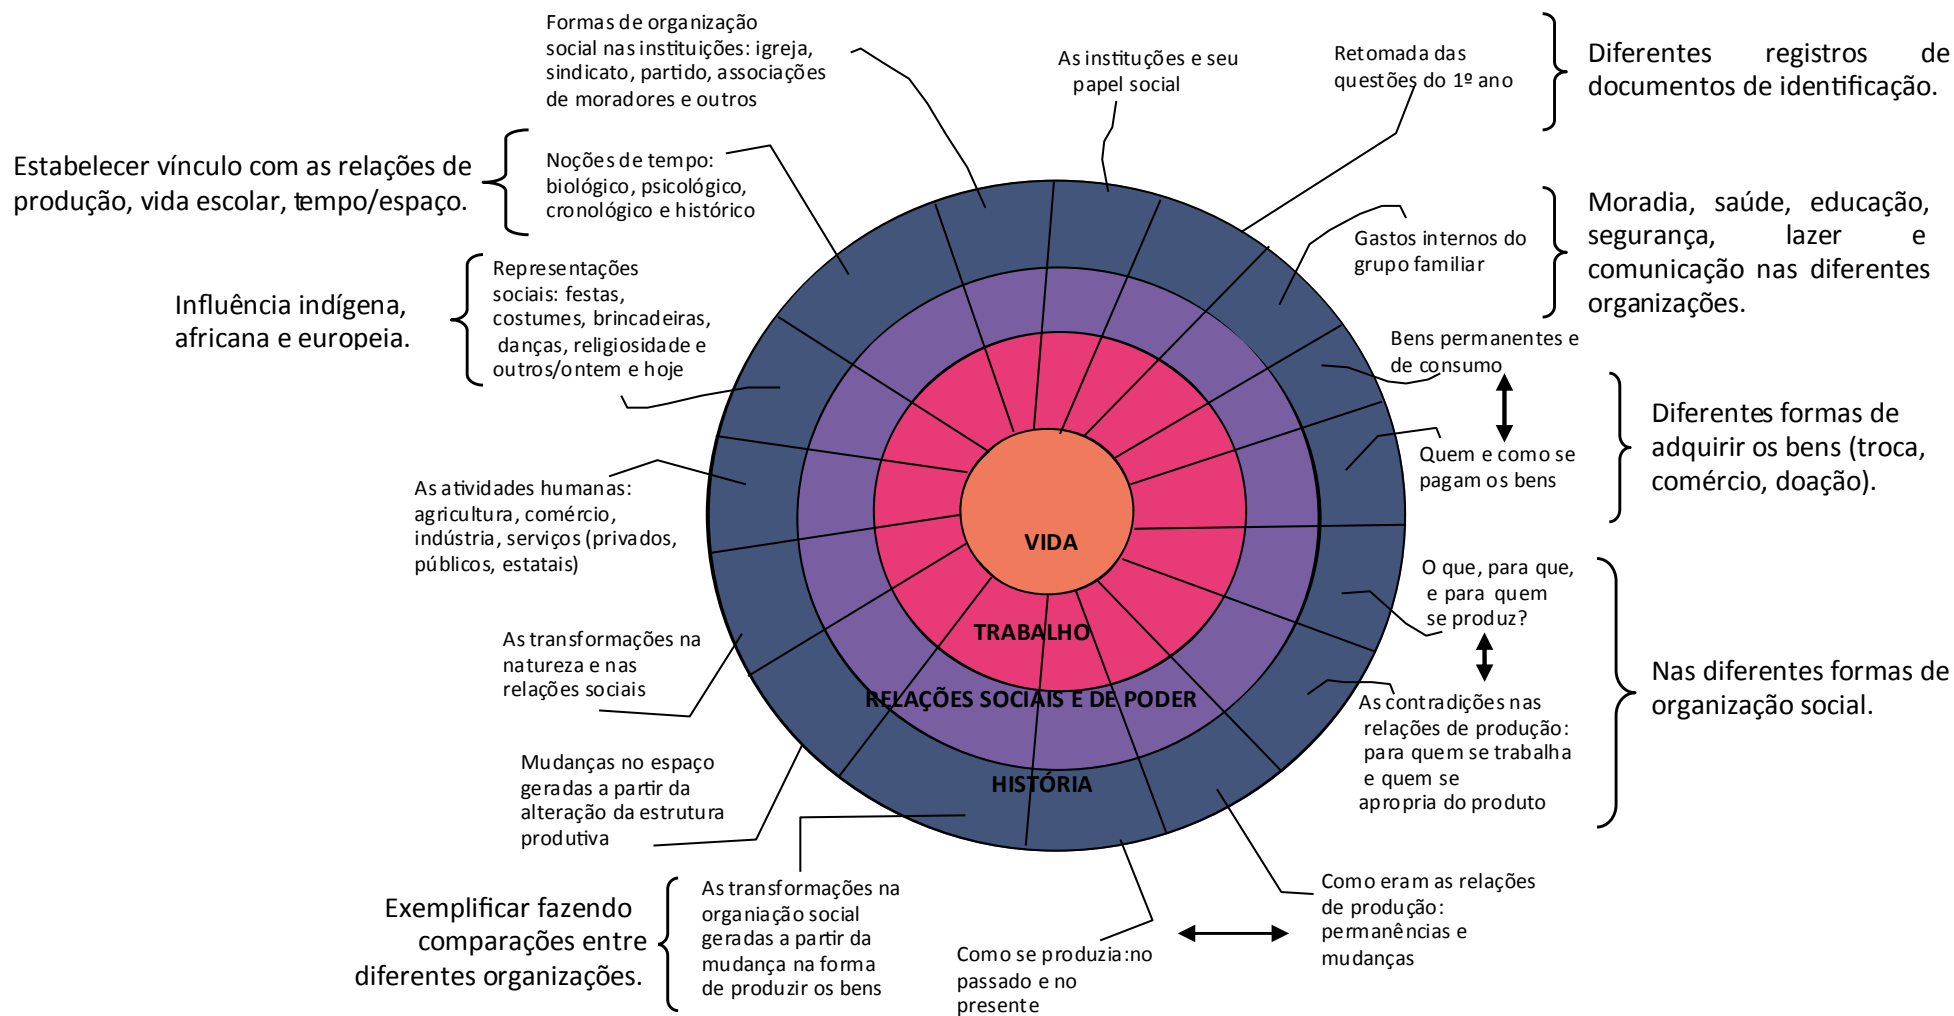 Formas de organização
social nas instituições: igreja,
sindicato, partido, associações
de moradores e outros
As instituções e seu
papel social
Retomada das
questões do 1º ano
Diferentes registros de
documentos de identificação.
Estabelecer vínculo com as relações de
produção, vida escolar, tempo/espaço.
Noções de tempo:
biológico, psicológico,
cronológico e histórico
Gastos internos do
grupo familiar
Moradia, saúde, educação,
segurança, lazer e
comunicação nas diferentes
organizações.
Influência indígena,
africana e europeia.
Representações
sociais: festas,
costumes, brincadeiras,
danças, religiosidade e
outros/ontem e hoje
Bens permanentes e
de consumo
Quem e como se
pagam os bens
Diferentes formas de
adquirir os bens (troca,
comércio, doação).
As atividades humanas:
agricultura, comércio,
indústria, serviços (privados,
públicos, estatais)
VIDA
TRABALHO
RELAÇÕES SOCIAIS E DE PODER
HISTÓRIA
O que, para que,
e para quem
se produz?
As contradições nas
relações de produção:
para quem se trabalha
e quem se
apropria do produto
Nas diferentes formas de
organização social.
As transformações na
natureza e nas
relações sociais
Mudanças no espaço
geradas a partir da
alteração da estrutura
produtiva
Exemplificar fazendo
comparações entre
diferentes organizações.
As transformações na
organiação social
geradas a partir da
mudança na forma
de produzir os bens
Como se produzia:no
passado e no
presente
Como eram as relações
de produção:
permanências e
mudanças